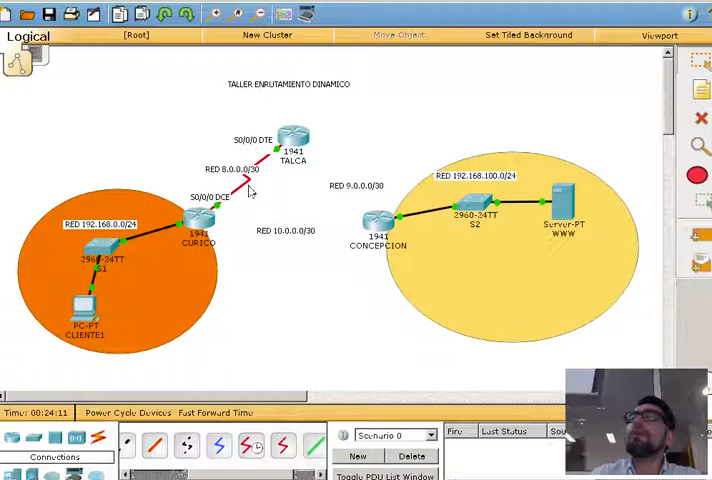 Logical
[Root]
New Cluster
Move Object
Set Tiled Background
Viewport
TALLER ENRUTAMIENTO DINAMICO
S0/0/0 DTE
1941
TALCA
RED 8.0.0.0/30
S0/0/0 DCE
1941
CURICO
RED 192.168.0.0/24
2960-24TT
S1
PC-PT
CLIENTE1
RED 10.0.0.0/30
RED 9.0.0.0/30
1941
CONCEPCION
RED 192.168.100.0/24
2960-24TT
S2
Server-PT
WWW
Time: 00:24:11
Power Cycle Devices
Fast Forward Time
Connections
Scenario 0
New
Delete
Toggle PDU List Window
Fire
Last Status
Sou